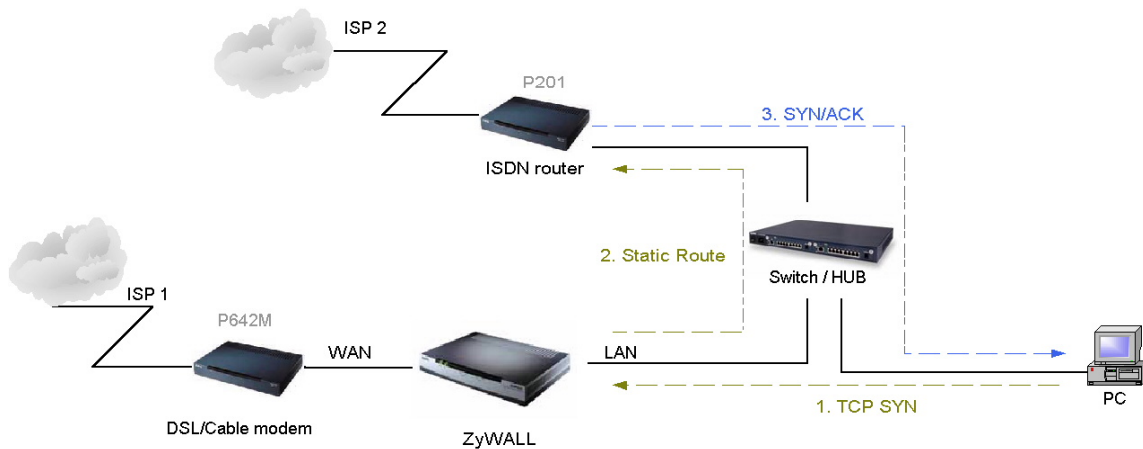 ISP 2
P201
3. SYN/ACK
ISDN router
2. Static Route
Switch / HUB
ISP 1
P642M
WAN
LAN
1. TCP SYN
PC
DSL/Cable modem
ZyWALL